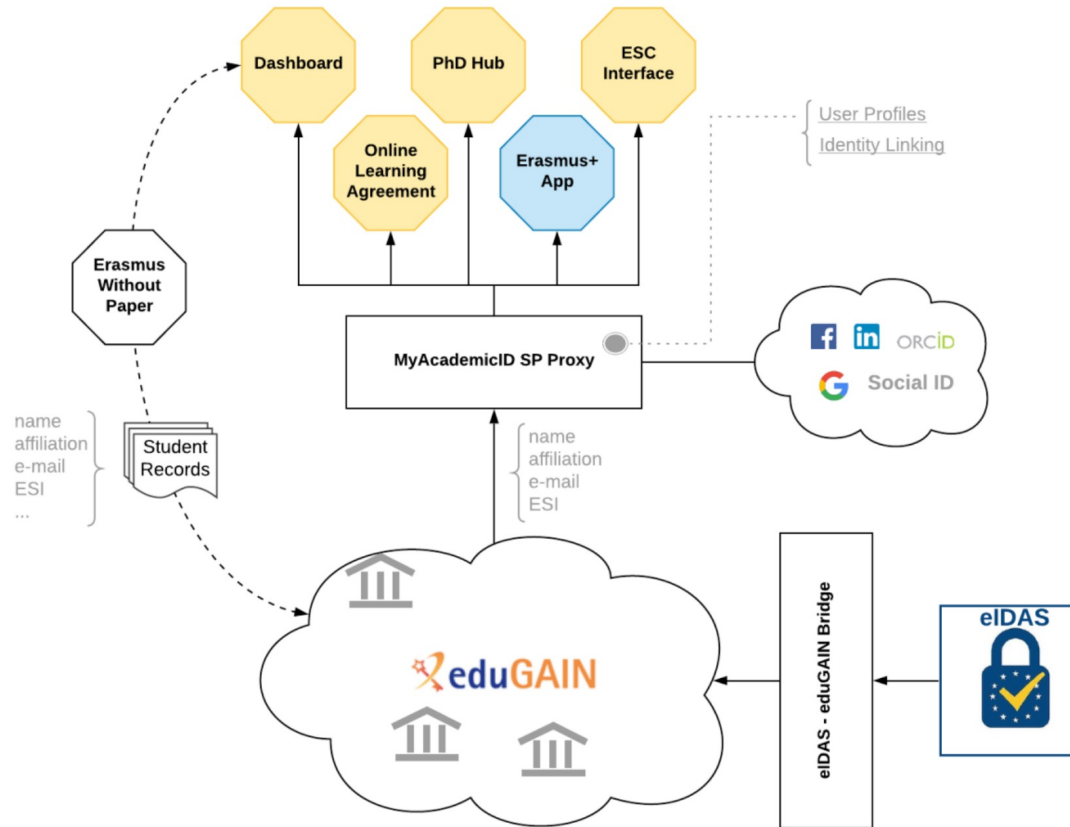 Dashboard
PhD Hub
ESC
Interface
Online
Learning
Agreement
Erasmus+
App
User Profiles
Identity Linking
Erasmus
Without
Paper
MyAcademicID SP Proxy
f
in
ORCiD
G
Social ID
name
affiliation
e-mail
ESI
...
Student
Records
name
affiliation
e-mail
ESI
eduGAIN
eIDAS - eduGAIN Bridge
eIDAS